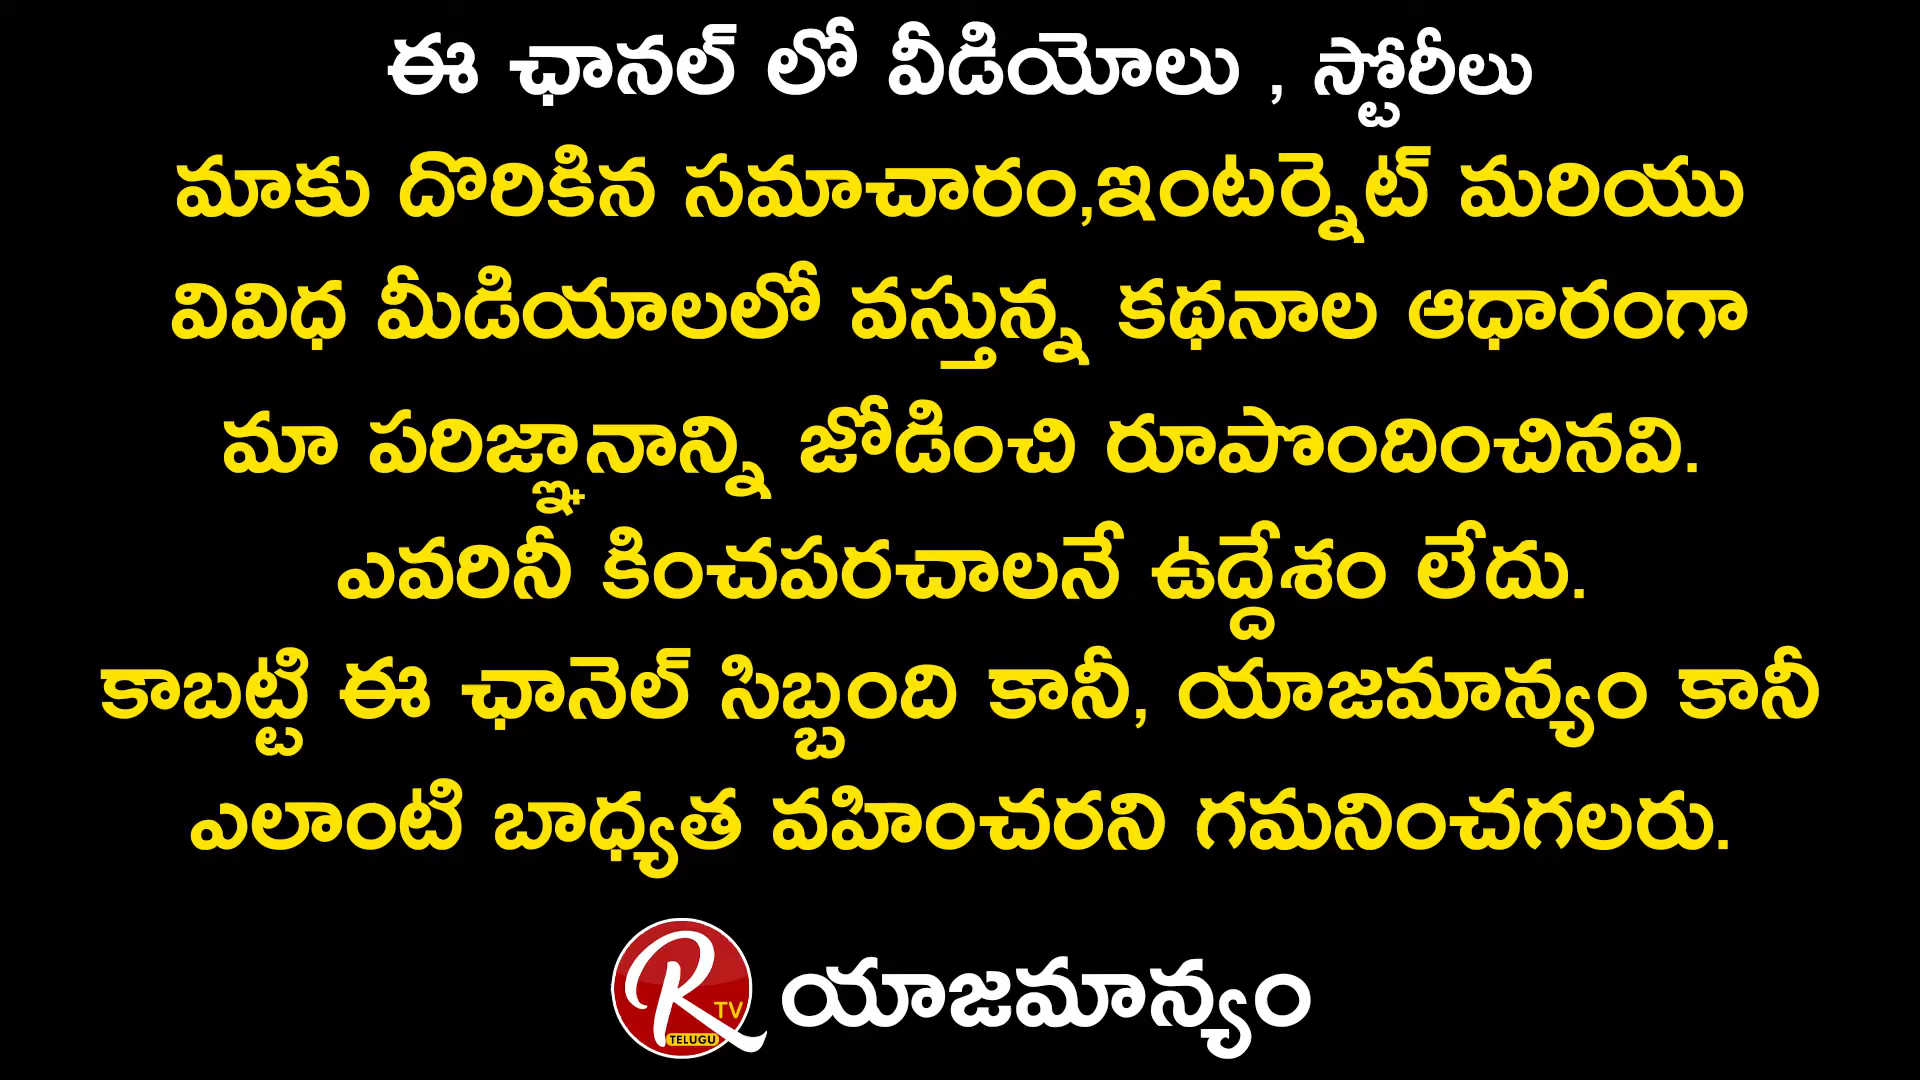 ఈ ఛానల్ లో వీడియోలు , స్టోరీలు
మాకు దొరికిన సమాచారం,ఇంటర్నెట్ మరియు
వివిధ మీడియాలలో వస్తున్న కథనాల ఆధారంగా
మా పరిజ్ఞానాన్ని జోడించి రూపొందించినవి.
ఎవరినీ కించపరచాలనే ఉద్దేశం లేదు.
కాబట్టి ఈ ఛానెల్ సిబ్బంది కానీ, యాజమాన్యం కానీ
ఎలాంటి బాధ్యత వహించరని గమనించగలరు.
R TV TELUGU యాజమాన్యం